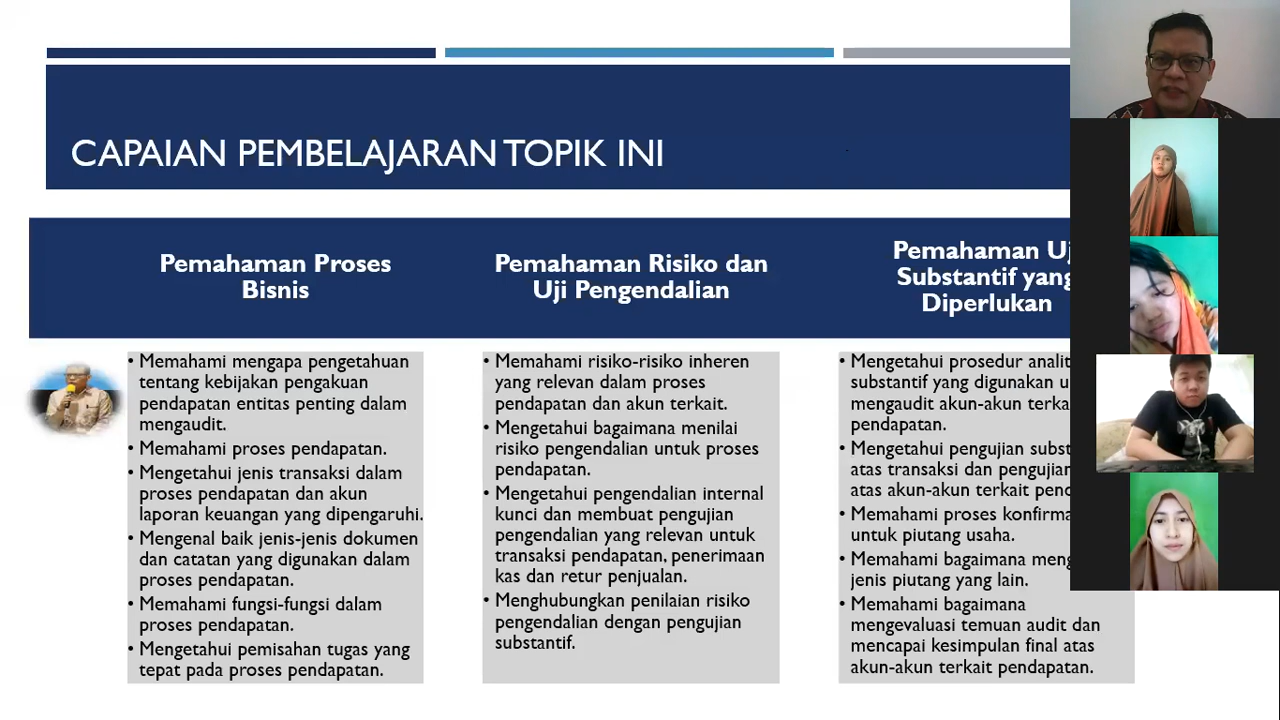 CAPAIAN PEMBELAJARAN TOPIK INI
Pemahaman Proses
Bisnis
• Memahami mengapa pengetahuan
tentang kebijakan pengakuan
pendapatan entitas penting dalam
mengaudit.
• Memahami proses pendapatan.
• Mengetahui jenis transaksi dalam
proses pendapatan dan akun
laporan keuangan yang dipengaruhi.
• Mengenal baik jenis-jenis dokumen
dan catatan yang digunakan dalam
proses pendapatan.
• Memahami fungsi-fungsi dalam
proses pendapatan.
• Mengetahui pemisahan tugas yang
tepat pada proses pendapatan.
Pemahaman Risiko dan
Uji Pengendalian
• Memahami risiko-risiko inheren
yang relevan dalam proses
pendapatan dan akun terkait.
• Mengetahui bagaimana menilai
risiko pengendalian untuk proses
pendapatan.
• Mengetahui pengendalian internal
kunci dan membuat pengujian
pengendalian yang relevan untuk
transaksi pendapatan, penerimaan
kas dan retur penjualan.
• Menghubungkan penilaian risiko
pengendalian dengan pengujian
substantif.
Pemahaman
Substantif yang
Diperlukan
• Mengetahui prosedur
substantif yang digunakan
mengaudit akun-akun
pendapatan.
• Mengetahui pengujian
atas transaksi dan pengujian
atas akun-akun terkait
• Memahami proses
untuk piutang usaha.
• Memahami bagaimana
jenis piutang yang lain.
• Memahami bagaimana
mengevaluasi temuan audit dan
mencapai kesimpulan final atas
akun-akun terkait pendapatan.